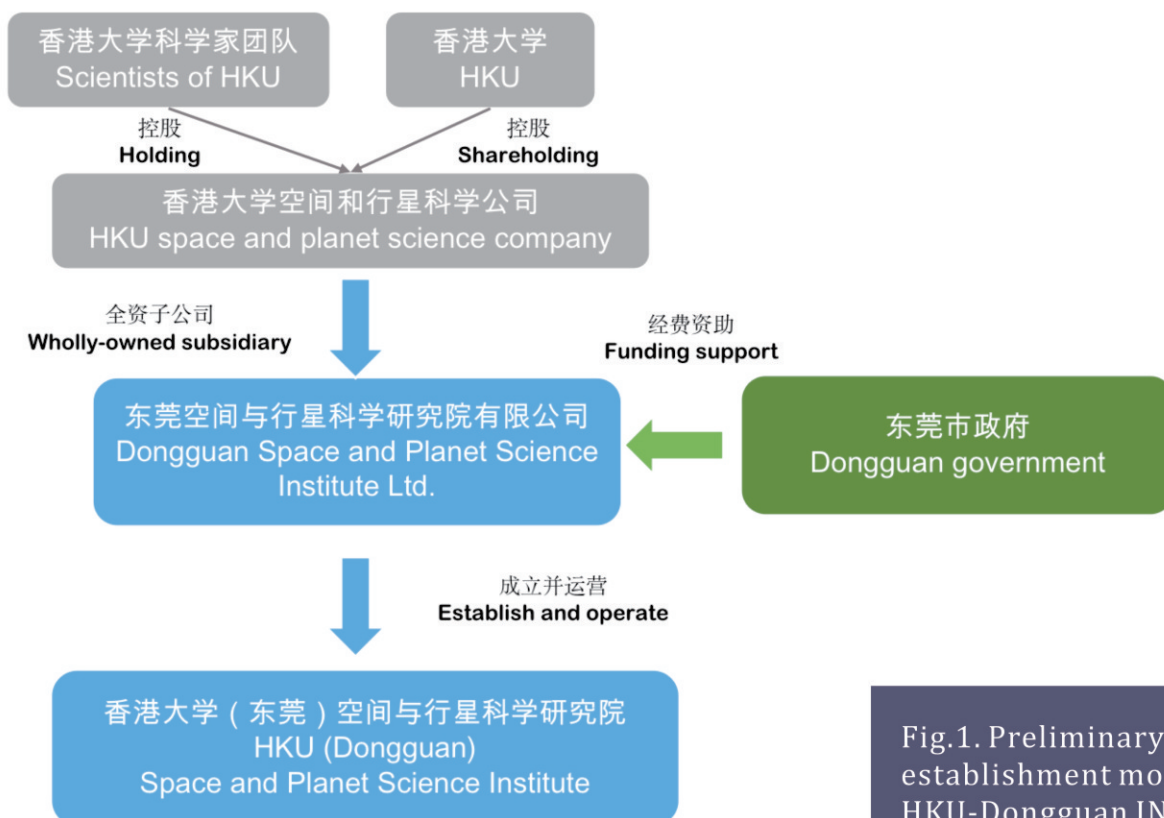 香港大学科学家团队
Scientists of HKU
香港大学
HKU
控股
Holding
控股
Shareholding
香港大学空间和行星科学公司
HKU space and planet science company
全资子公司
Wholly-owned subsidiary
经费资助
Funding support
东莞空间与行星科学研究院有限公司
Dongguan Space and Planet Science
Institute Ltd.
东莞市政府
Dongguan government
成立并运营
Establish and operate
香港大学（东莞）空间与行星科学研究院
HKU (Dongguan)
Space and Planet Science Institute
Fig.1. Preliminary
establishment mo
HKU-Dongguan IN